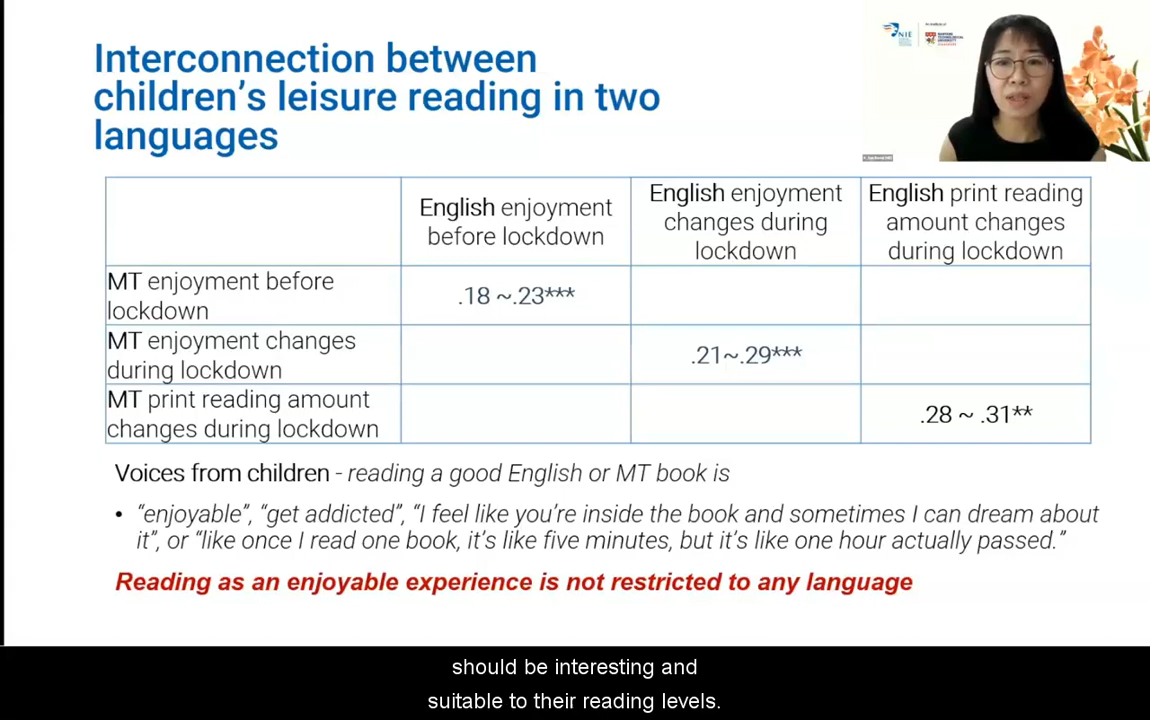 Interconnection between
children's leisure reading in two
languages
NIE
English enjoyment
before lockdown
English enjoyment
changes during
lockdown
English print reading
amount changes
during lockdown
MT enjoyment before
lockdown
.18 ~.23***
MT enjoyment changes
during lockdown
.21~.29***
MT print reading amount
changes during lockdown
.28 ~ .31**
Voices from children - reading a good English or MT book is
• "enjoyable", "get addicted", "I feel like you're inside the book and sometimes I can dream about
it", or "like once I read one book, it's like five minutes, but it's like one hour actually passed."
Reading as an enjoyable experience is not restricted to any language
should be interesting and
suitable to their reading levels.